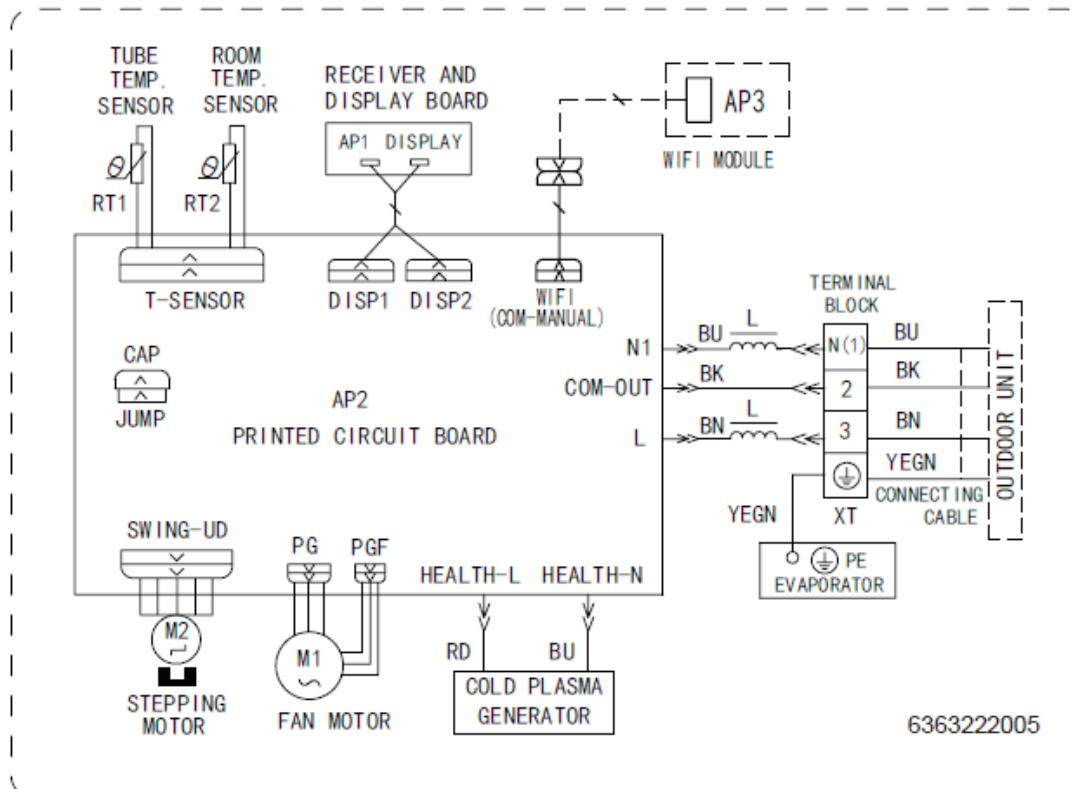 TUBE
TEMP.
SENSOR
ROOM
TEMP.
SENSOR
RECEIVER AND
DISPLAY BOARD
AP1 DISPLAY
AP3
WIFI MODULE
θ
RT1
θ
RT2
T-SENSOR
DISP1
DISP2
WIFI
(COM-MANUAL)
TERMINAL
BLOCK
CAP
JUMP
AP2
PRINTED CIRCUIT BOARD
N1
BU
L
N(1)
BU
COM-OUT
BK
2
BK
L
BN
L
3
BN
YEGN
XT
CONNECTING
CABLE
OUTDOOR UNIT
YEGN
PE
EVAPORATOR
SWING-UD
PG
PGF
HEALTH-L
HEALTH-N
M2
STEPPING
MOTOR
M1
FAN MOTOR
RD
BU
COLD PLASMA
GENERATOR
6363222005